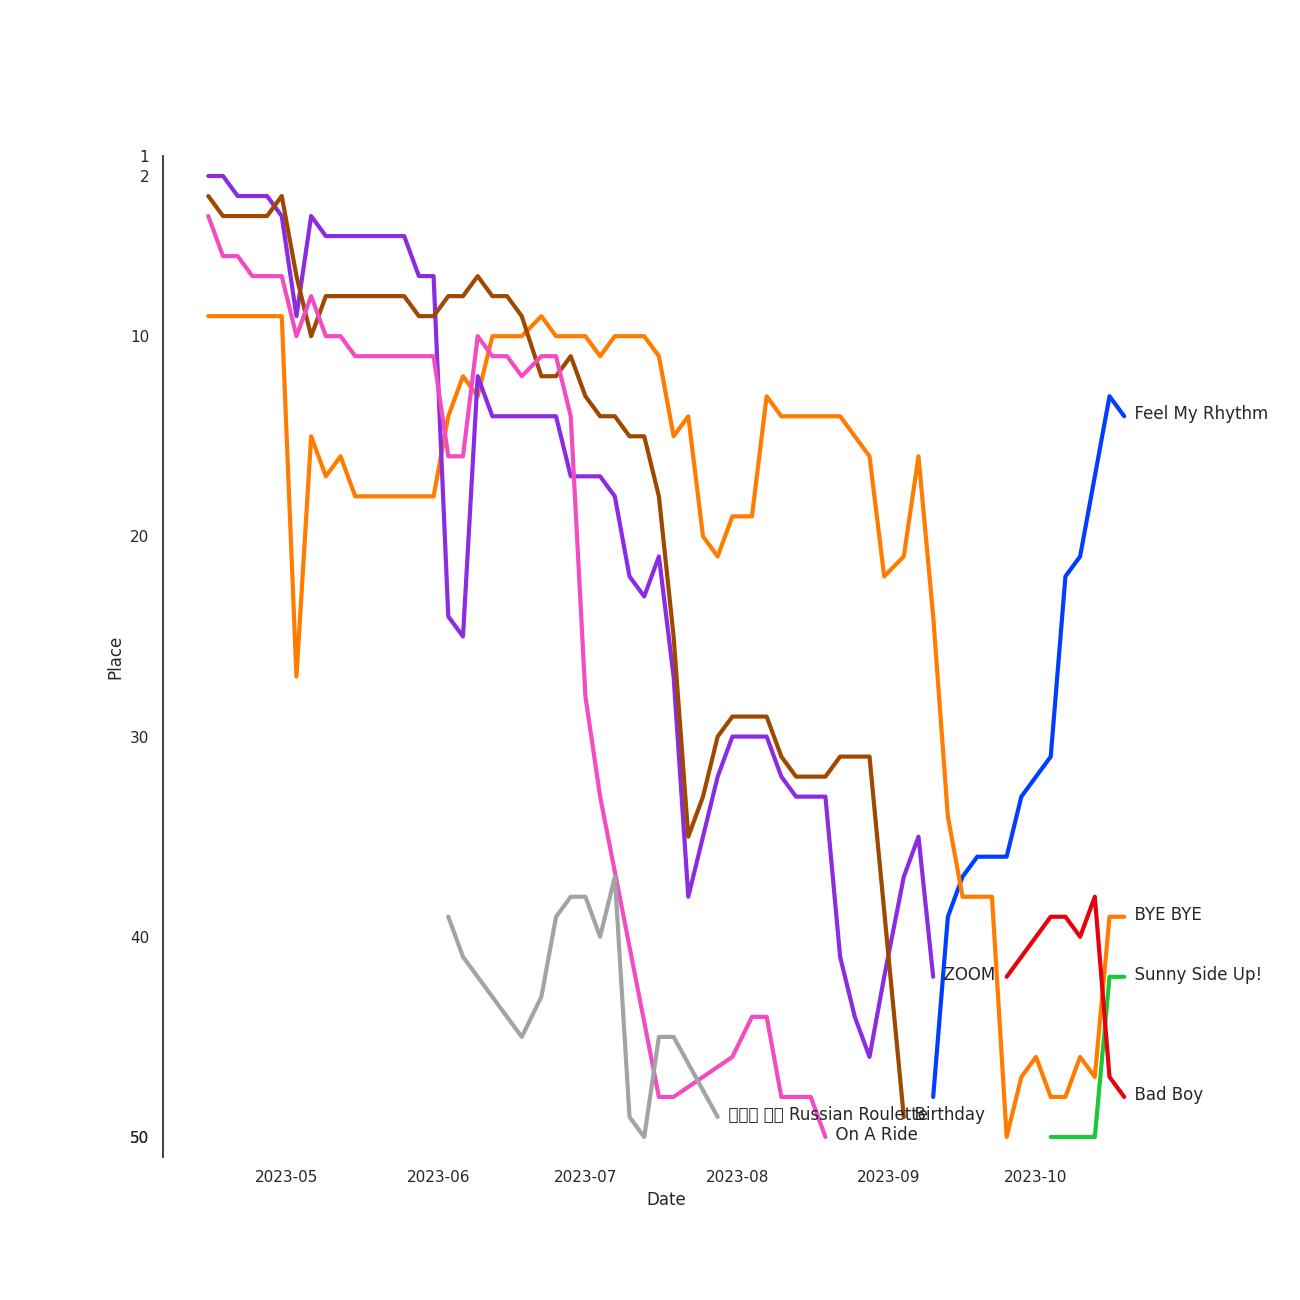 1
2
10
20
30
40
50
Place
2023-05
2023-06
2023-07
2023-08
2023-09
2023-10
Date
Feel My Rhythm
BYE BYE
ZOOM
Sunny Side Up!
Bad Boy
Russian Roulette
Birthday
On A Ride